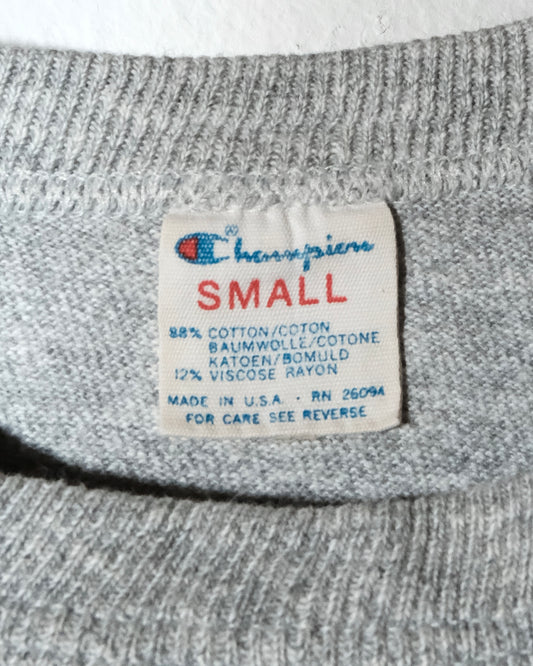 ®
Champion
SMALL
88% COTTON/COTON
BAUMWOLLE/COTONE
KATOEN/BOMULD
12% VISCOSE RAYON
MADE IN U.S.A. · RN 26094
FOR CARE SEE REVERSE